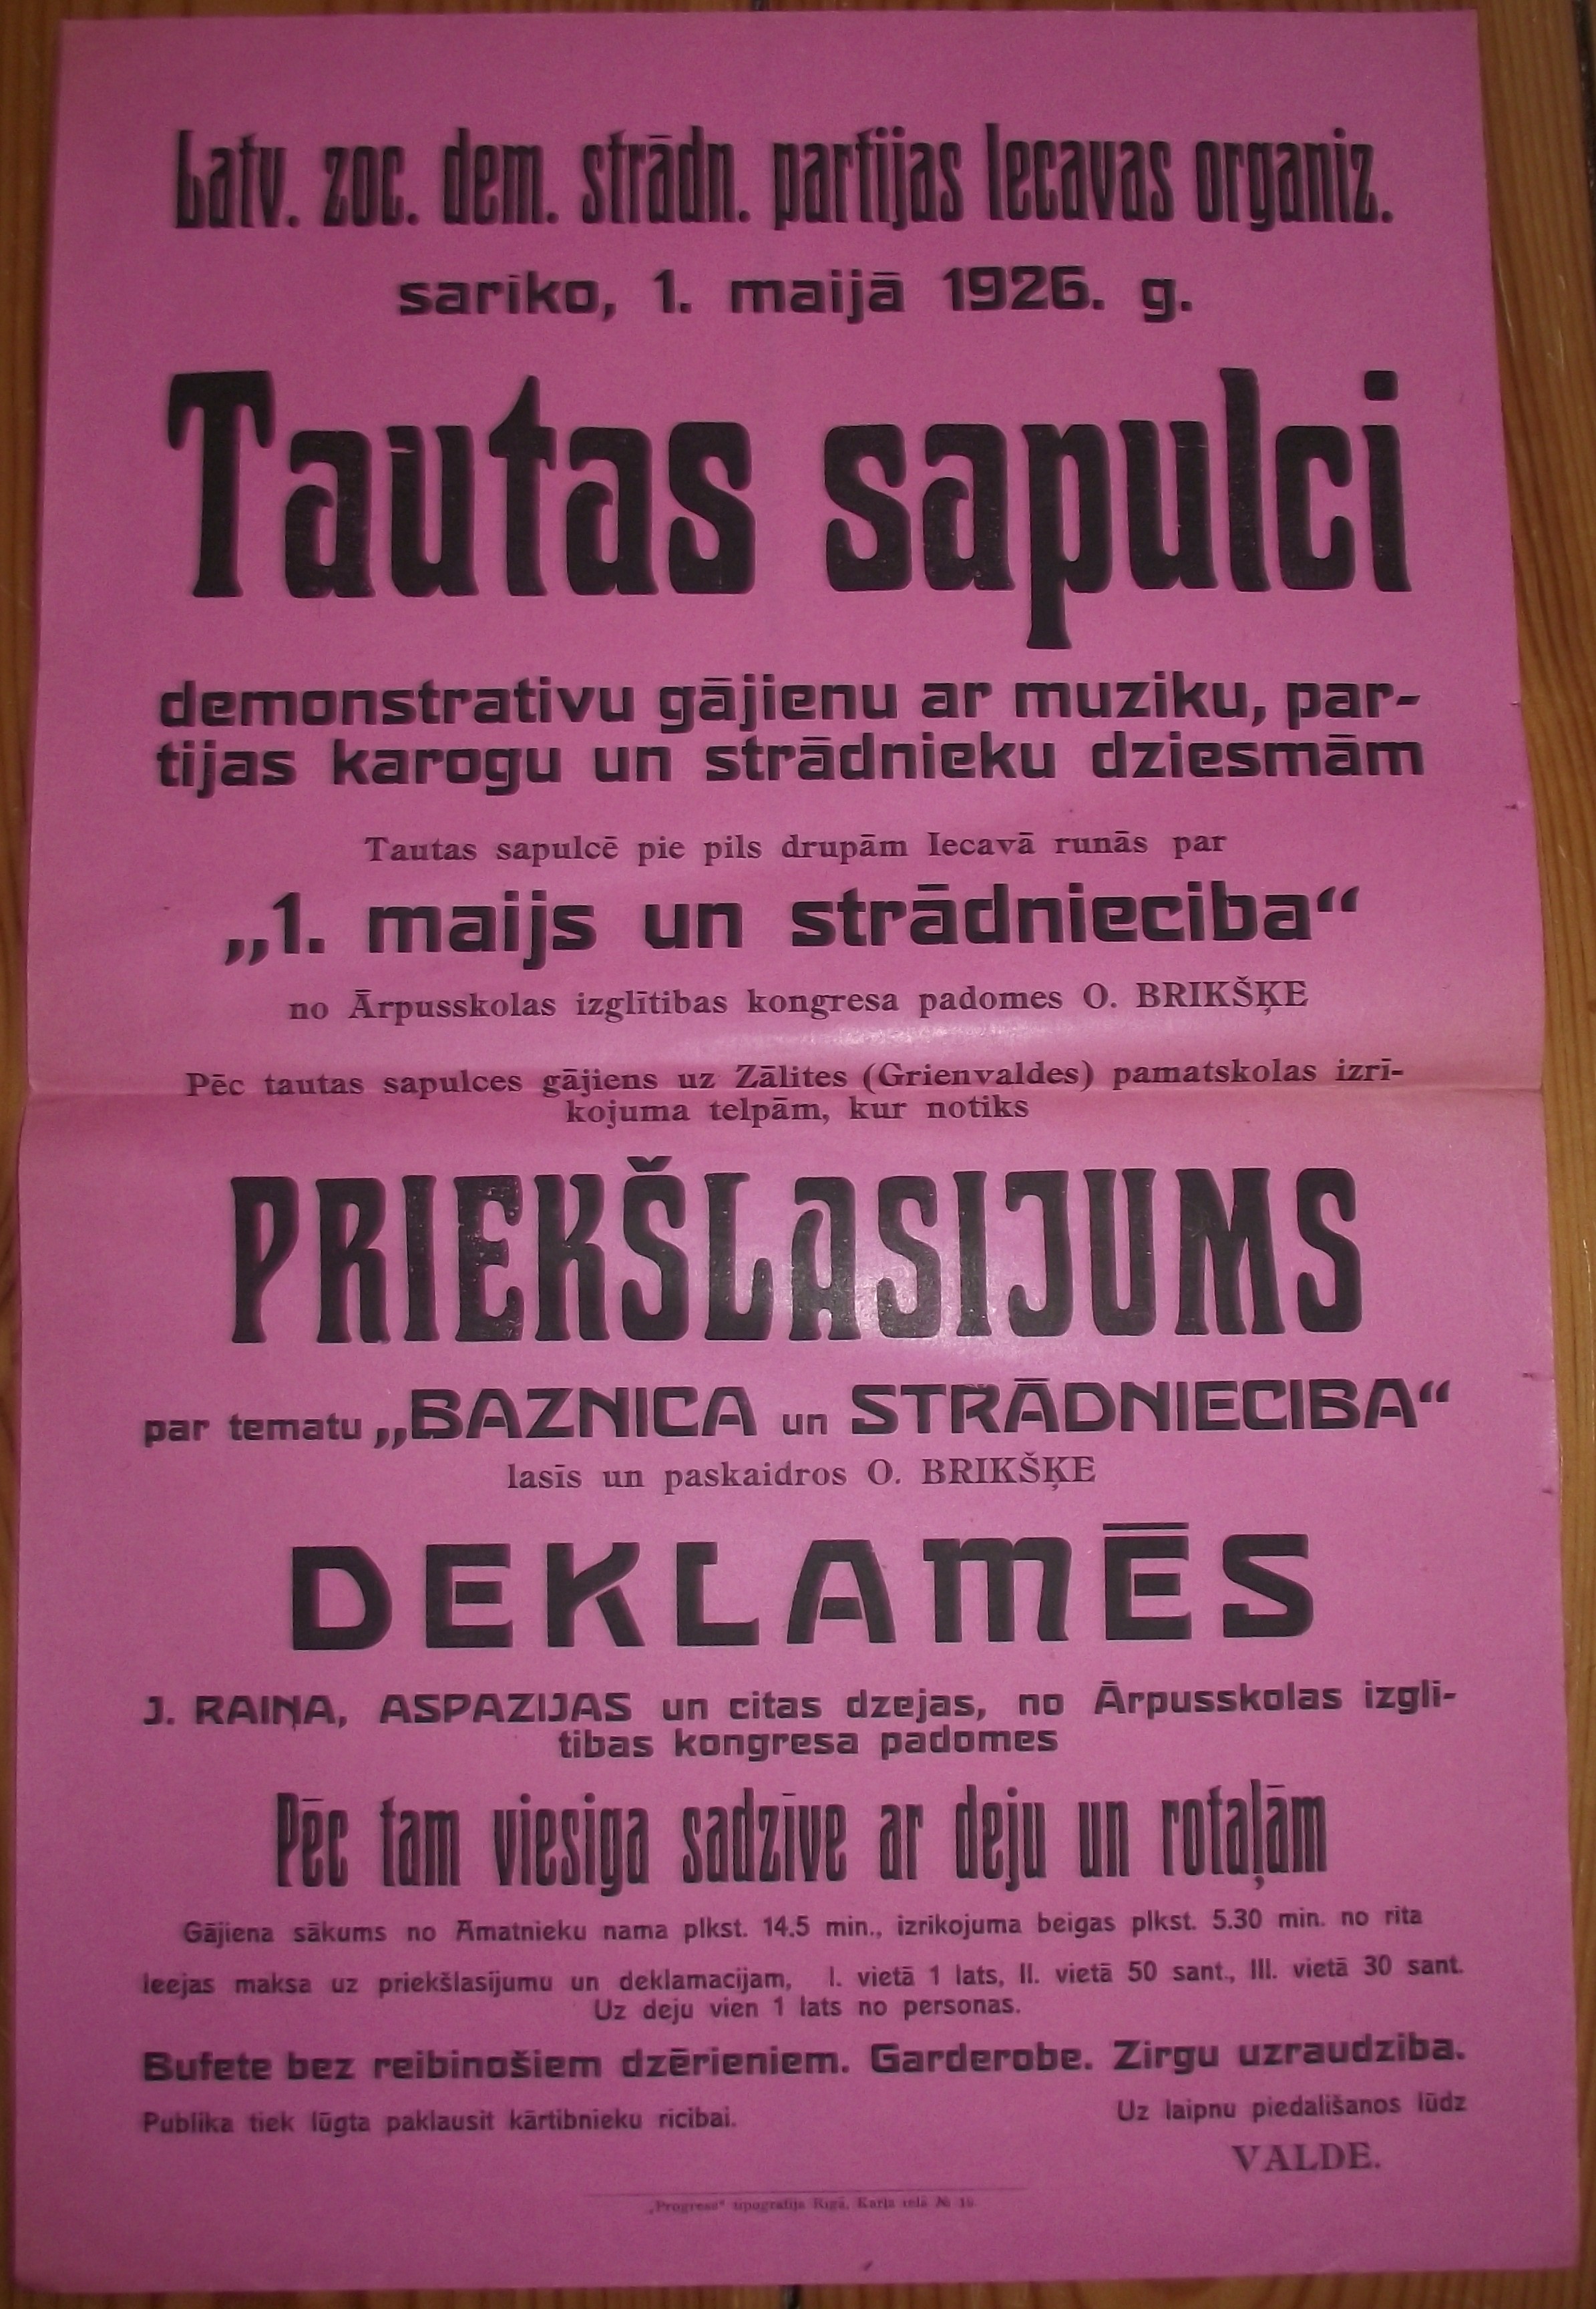 Latv. zoc. dem. strādn. partijas Iecavas organiz.
sariko, 1. maijā 1926. g.
Tautas sapulci
demonstrativu gājienu ar muziku, par-
tijas karogu un strādnieku dziesmām
Tautas sapulcē pie pils drupām Iecavā runās par
„1. maijs un strādnieciba“
no Ārpusskolas izglītibas kongresa padomes O. BRIKŠĶE
Pēc tautas sapulces gājiens uz Zālites (Grienvaldes) pamatskolas izrī-
kojuma telpām, kur notiks
PRIEKŠLASIJUMS
par tematu „BAZNICA un STRĀDNIECIBA“
lasīs un paskaidros O. BRIKŠĶE
DEKLAMĒS
J. RAIŅA, ASPAZIJAS un citas dzejas, no Ārpusskolas izgli-
tibas kongresa padomes
Pēc tam viesiga sadzīve ar deju un rotaļām
Gājiena sākums no Amatnieku nama plkst. 14.5 min., izrikojuma beigas plkst. 5.30 min. no rita
Ieejas maksa uz priekšlasijumu un deklamacijam, I. vietā 1 lats, II. vietā 50 sant., III. vietā 30 sant.
Uz deju vien 1 lats no personas.
Bufete bez reibinošiem dzērieniem. Garderobe. Zirgu uzraudziba.
Publika tiek lūgta paklausit kārtibnieku ricibai.
Uz laipnu piedališanos lūdz
VALDE.
„Progress“ tipografija Rigā, Karļa ielā №